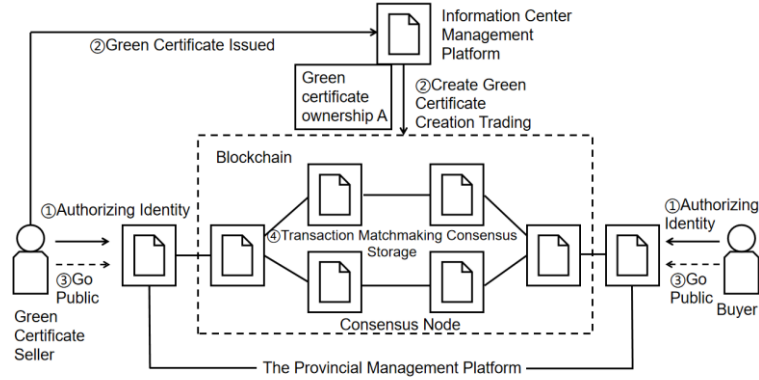 Information Center
Management
Platform
②Green Certificate Issued
Green
certificate
ownership A
②Create Green
Certificate
Creation Trading
Blockchain
①Authorizing Identity
①Authorizing
Identity
④Transaction Matchmaking Consensus
Storage
③Go
Public
③Go
Public
Green
Certificate
Seller
Buyer
Consensus Node
The Provincial Management Platform